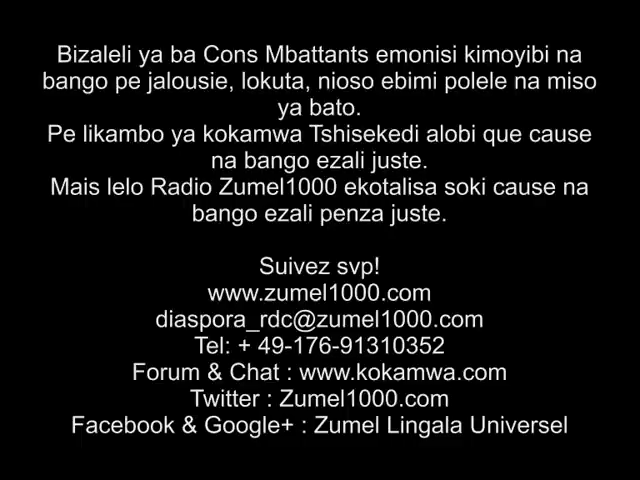 Bizaleli ya ba Cons Mbattants emonisi kimoyibi na
bango pe jalousie, lokuta, nioso ebimi polele na miso
ya bato.
Pe likambo ya kokamwa Tshisekedi alobi que cause
na bango ezali juste.
Mais lelo Radio Zumel1000 ekotalisa soki cause na
bango ezali penza juste.
Suivez svp!
www.zumel1000.com
diaspora_rdc@zumel1000.com
Tel: + 49-176-91310352
Forum & Chat : www.kokamwa.com
Twitter : Zumel1000.com
Facebook & Google+ : Zumel Lingala Universel